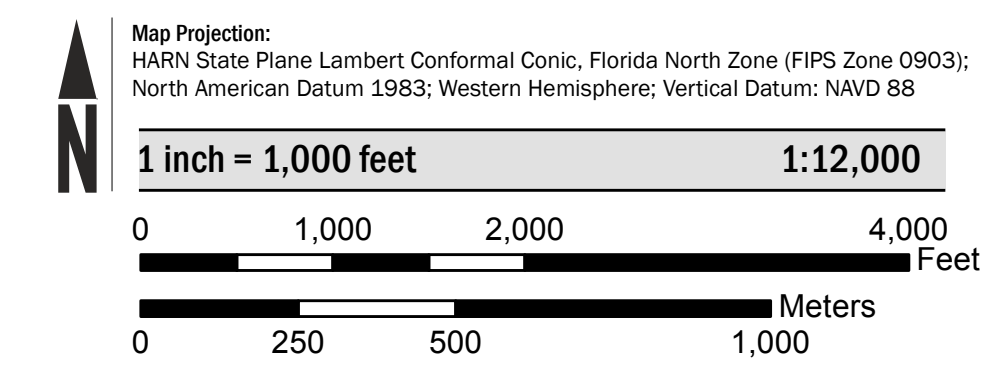 Map Projection:
HARN State Plane Lambert Conformal Conic, Florida North Zone (FIPS Zone 0903);
North American Datum 1983; Western Hemisphere; Vertical Datum: NAVD 88
N
1 inch = 1,000 feet 1:12,000
0 1,000 2,000 4,000
Feet
Meters
0 250 500 1,000